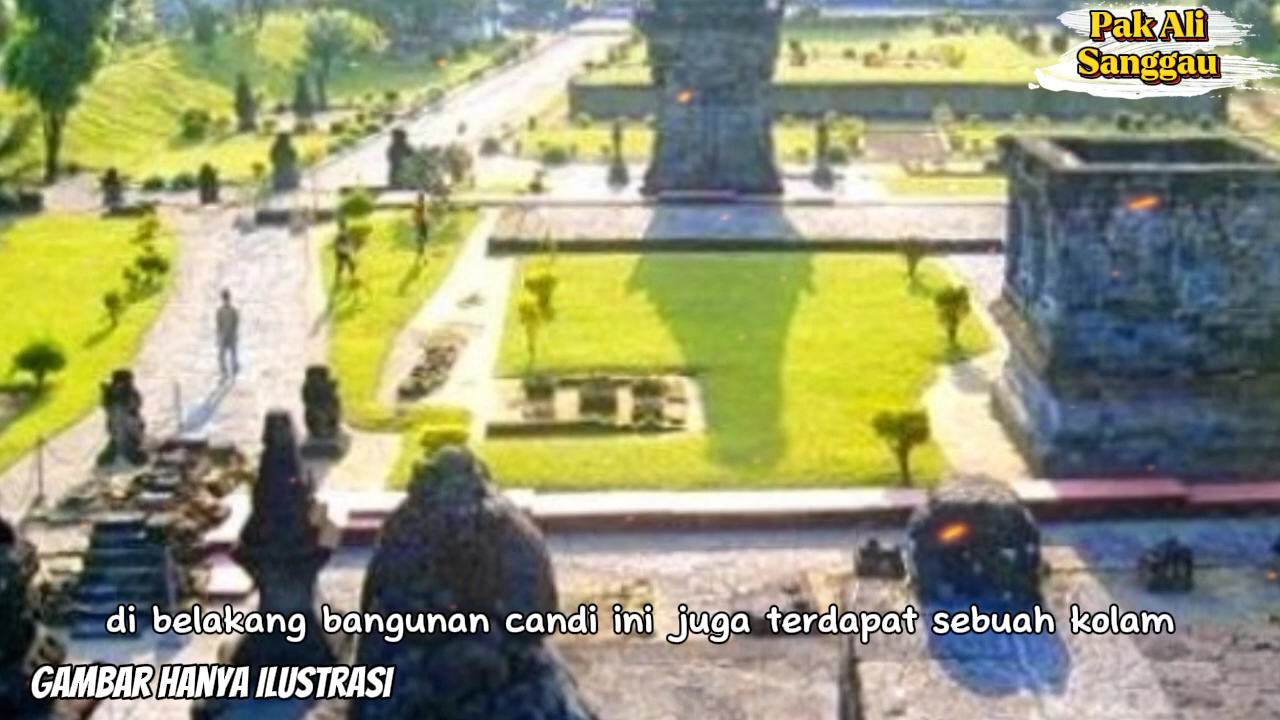 Pak Ali
Sanggau
di belakang bangunan candi ini juga terdapat sebuah kolam
GAMBAR HANYA ILUSTRASI